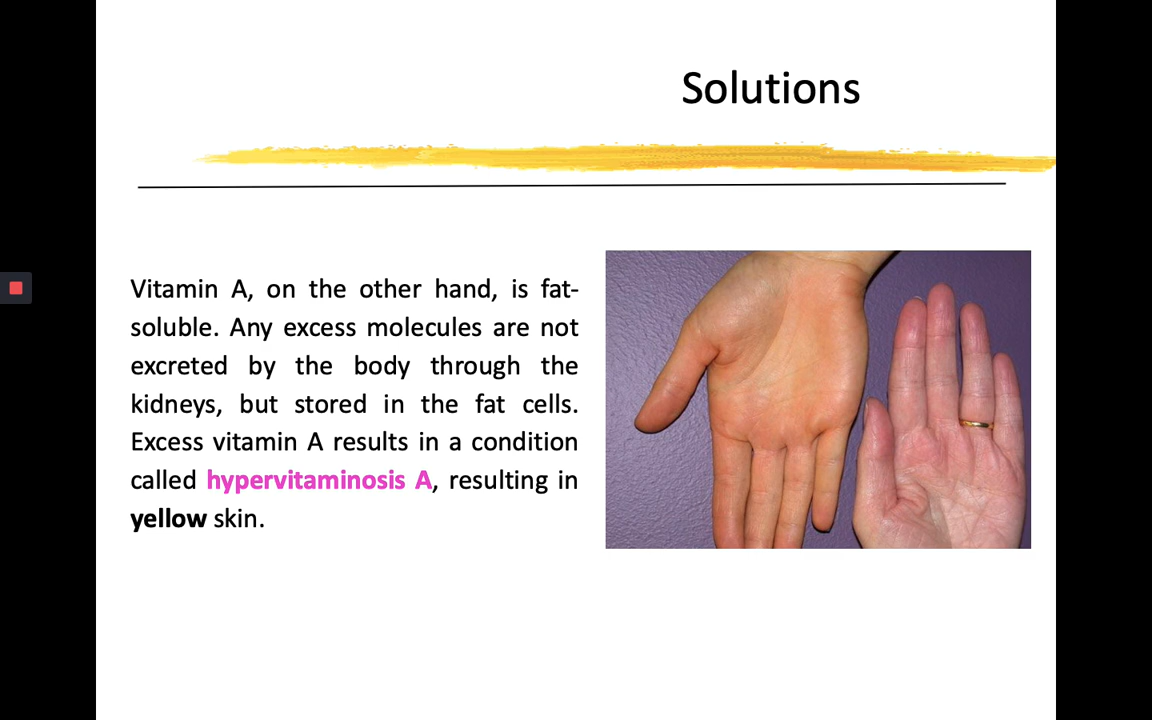 Solutions
Vitamin A, on the other hand, is fat-
soluble. Any excess molecules are not
excreted by the body through the
kidneys, but stored in the fat cells.
Excess vitamin A results in a condition
called hypervitaminosis A, resulting in
yellow skin.